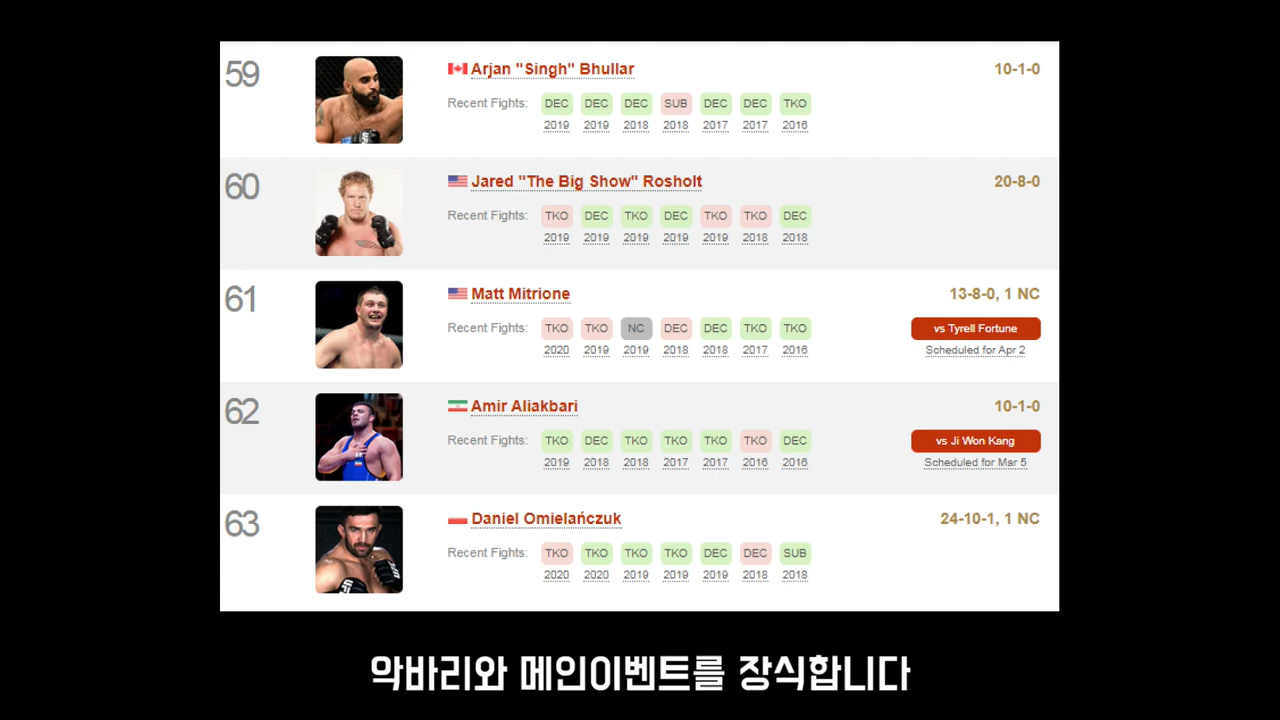 59
Arjan "Singh" Bhullar
10-1-0
Recent Fights: DEC DEC DEC SUB DEC DEC TKO
2019 2019 2018 2018 2017 2017 2016
60
Jared "The Big Show" Rosholt
20-8-0
Recent Fights: TKO DEC TKO DEC TKO TKO DEC
2019 2019 2019 2019 2019 2018 2018
61
Matt Mitrione
13-8-0, 1 NC
Recent Fights: TKO TKO NC DEC DEC TKO TKO
vs Tyrell Fortune
2020 2019 2019 2018 2018 2017 2016
Scheduled for Apr 2
62
Amir Aliakbari
10-1-0
Recent Fights: TKO DEC TKO TKO TKO TKO DEC
vs Ji Won Kang
2019 2018 2018 2017 2017 2016 2016
Scheduled for Mar 5
63
Daniel Omielańczuk
24-10-1, 1 NC
Recent Fights: TKO TKO TKO TKO DEC DEC SUB
2020 2020 2019 2019 2019 2018 2018
악바리와 메인이벤트를 장식합니다